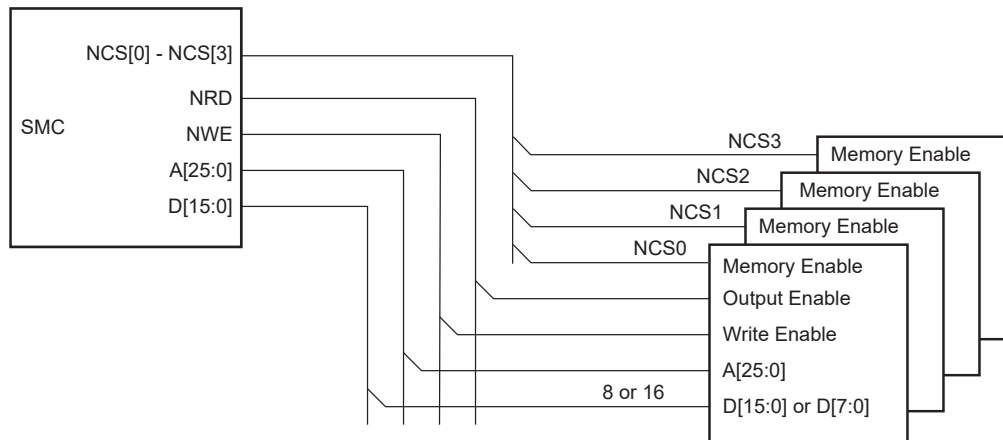 NCS[0] - NCS[3]
NRD
SMC
NWE
A[25:0]
D[15:0]
NCS3
Memory Enable
NCS2
Memory Enable
NCS1
Memory Enable
NCS0
Memory Enable
Output Enable
Write Enable
A[25:0]
8 or 16
D[15:0] or D[7:0]